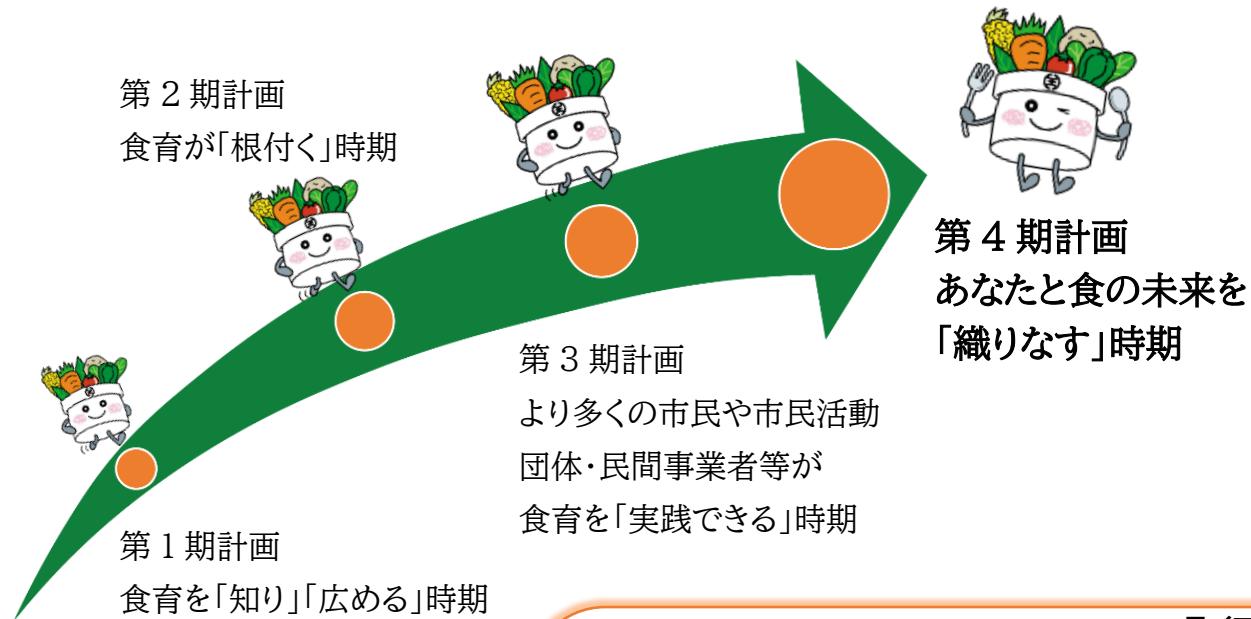 第２期計画
食育が「根付く」時期
第４期計画
あなたと食の未来を
「織りなす」時期
第３期計画
より多くの市民や市民活動
団体・民間事業者等が
食育を「実践できる」時期
第１期計画
食育を「知り」「広める」時期